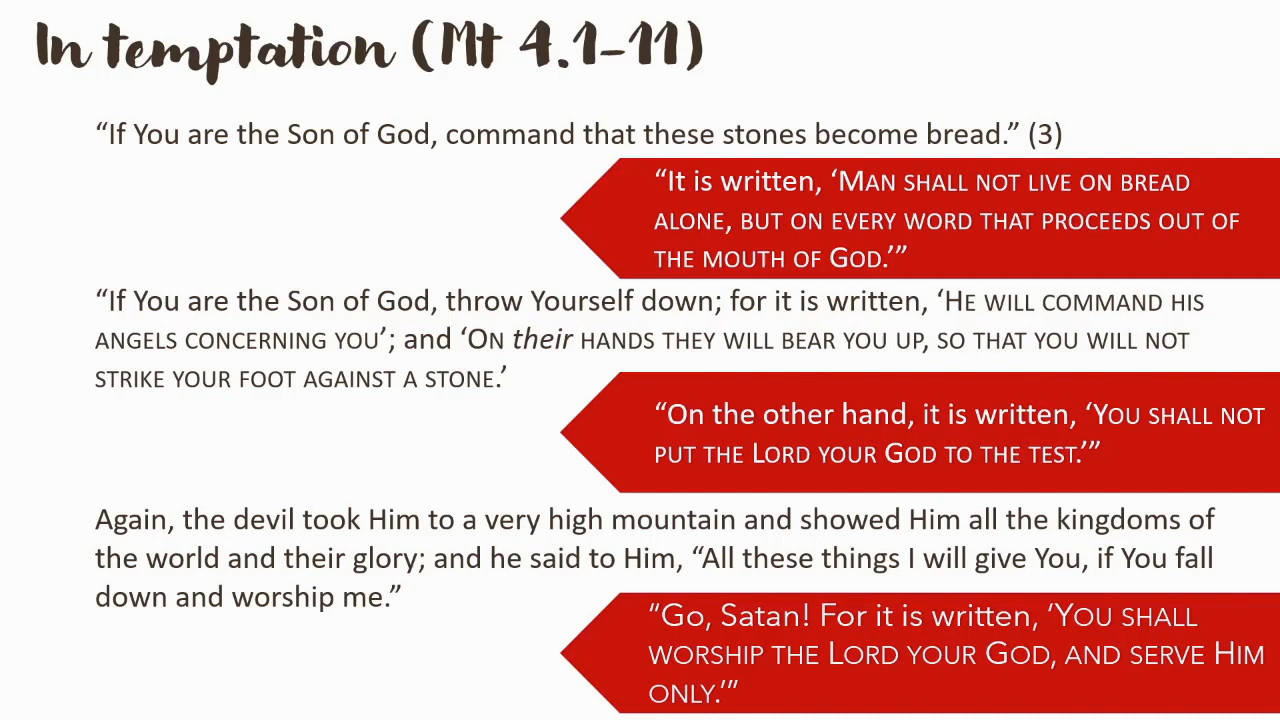 In temptation (Mt 4.1-11)
“If You are the Son of God, command that these stones become bread.” (3)
“It is written, ‘MAN SHALL NOT LIVE ON BREAD
ALONE, BUT ON EVERY WORD THAT PROCEEDS OUT OF
THE MOUTH OF GOD.’”
“If You are the Son of God, throw Yourself down; for it is written, ‘HE WILL COMMAND HIS
ANGELS CONCERNING YOU’; and ‘ON their HANDS THEY WILL BEAR YOU UP, SO THAT YOU WILL NOT
STRIKE YOUR FOOT AGAINST A STONE.’
“On the other hand, it is written, ‘YOU SHALL NOT
PUT THE LORD YOUR GOD TO THE TEST.’”
Again, the devil took Him to a very high mountain and showed Him all the kingdoms of
the world and their glory; and he said to Him, “All these things I will give You, if You fall
down and worship me.”
“Go, Satan! For it is written, ‘YOU SHALL
WORSHIP THE LORD YOUR GOD, AND SERVE HIM
ONLY.’”